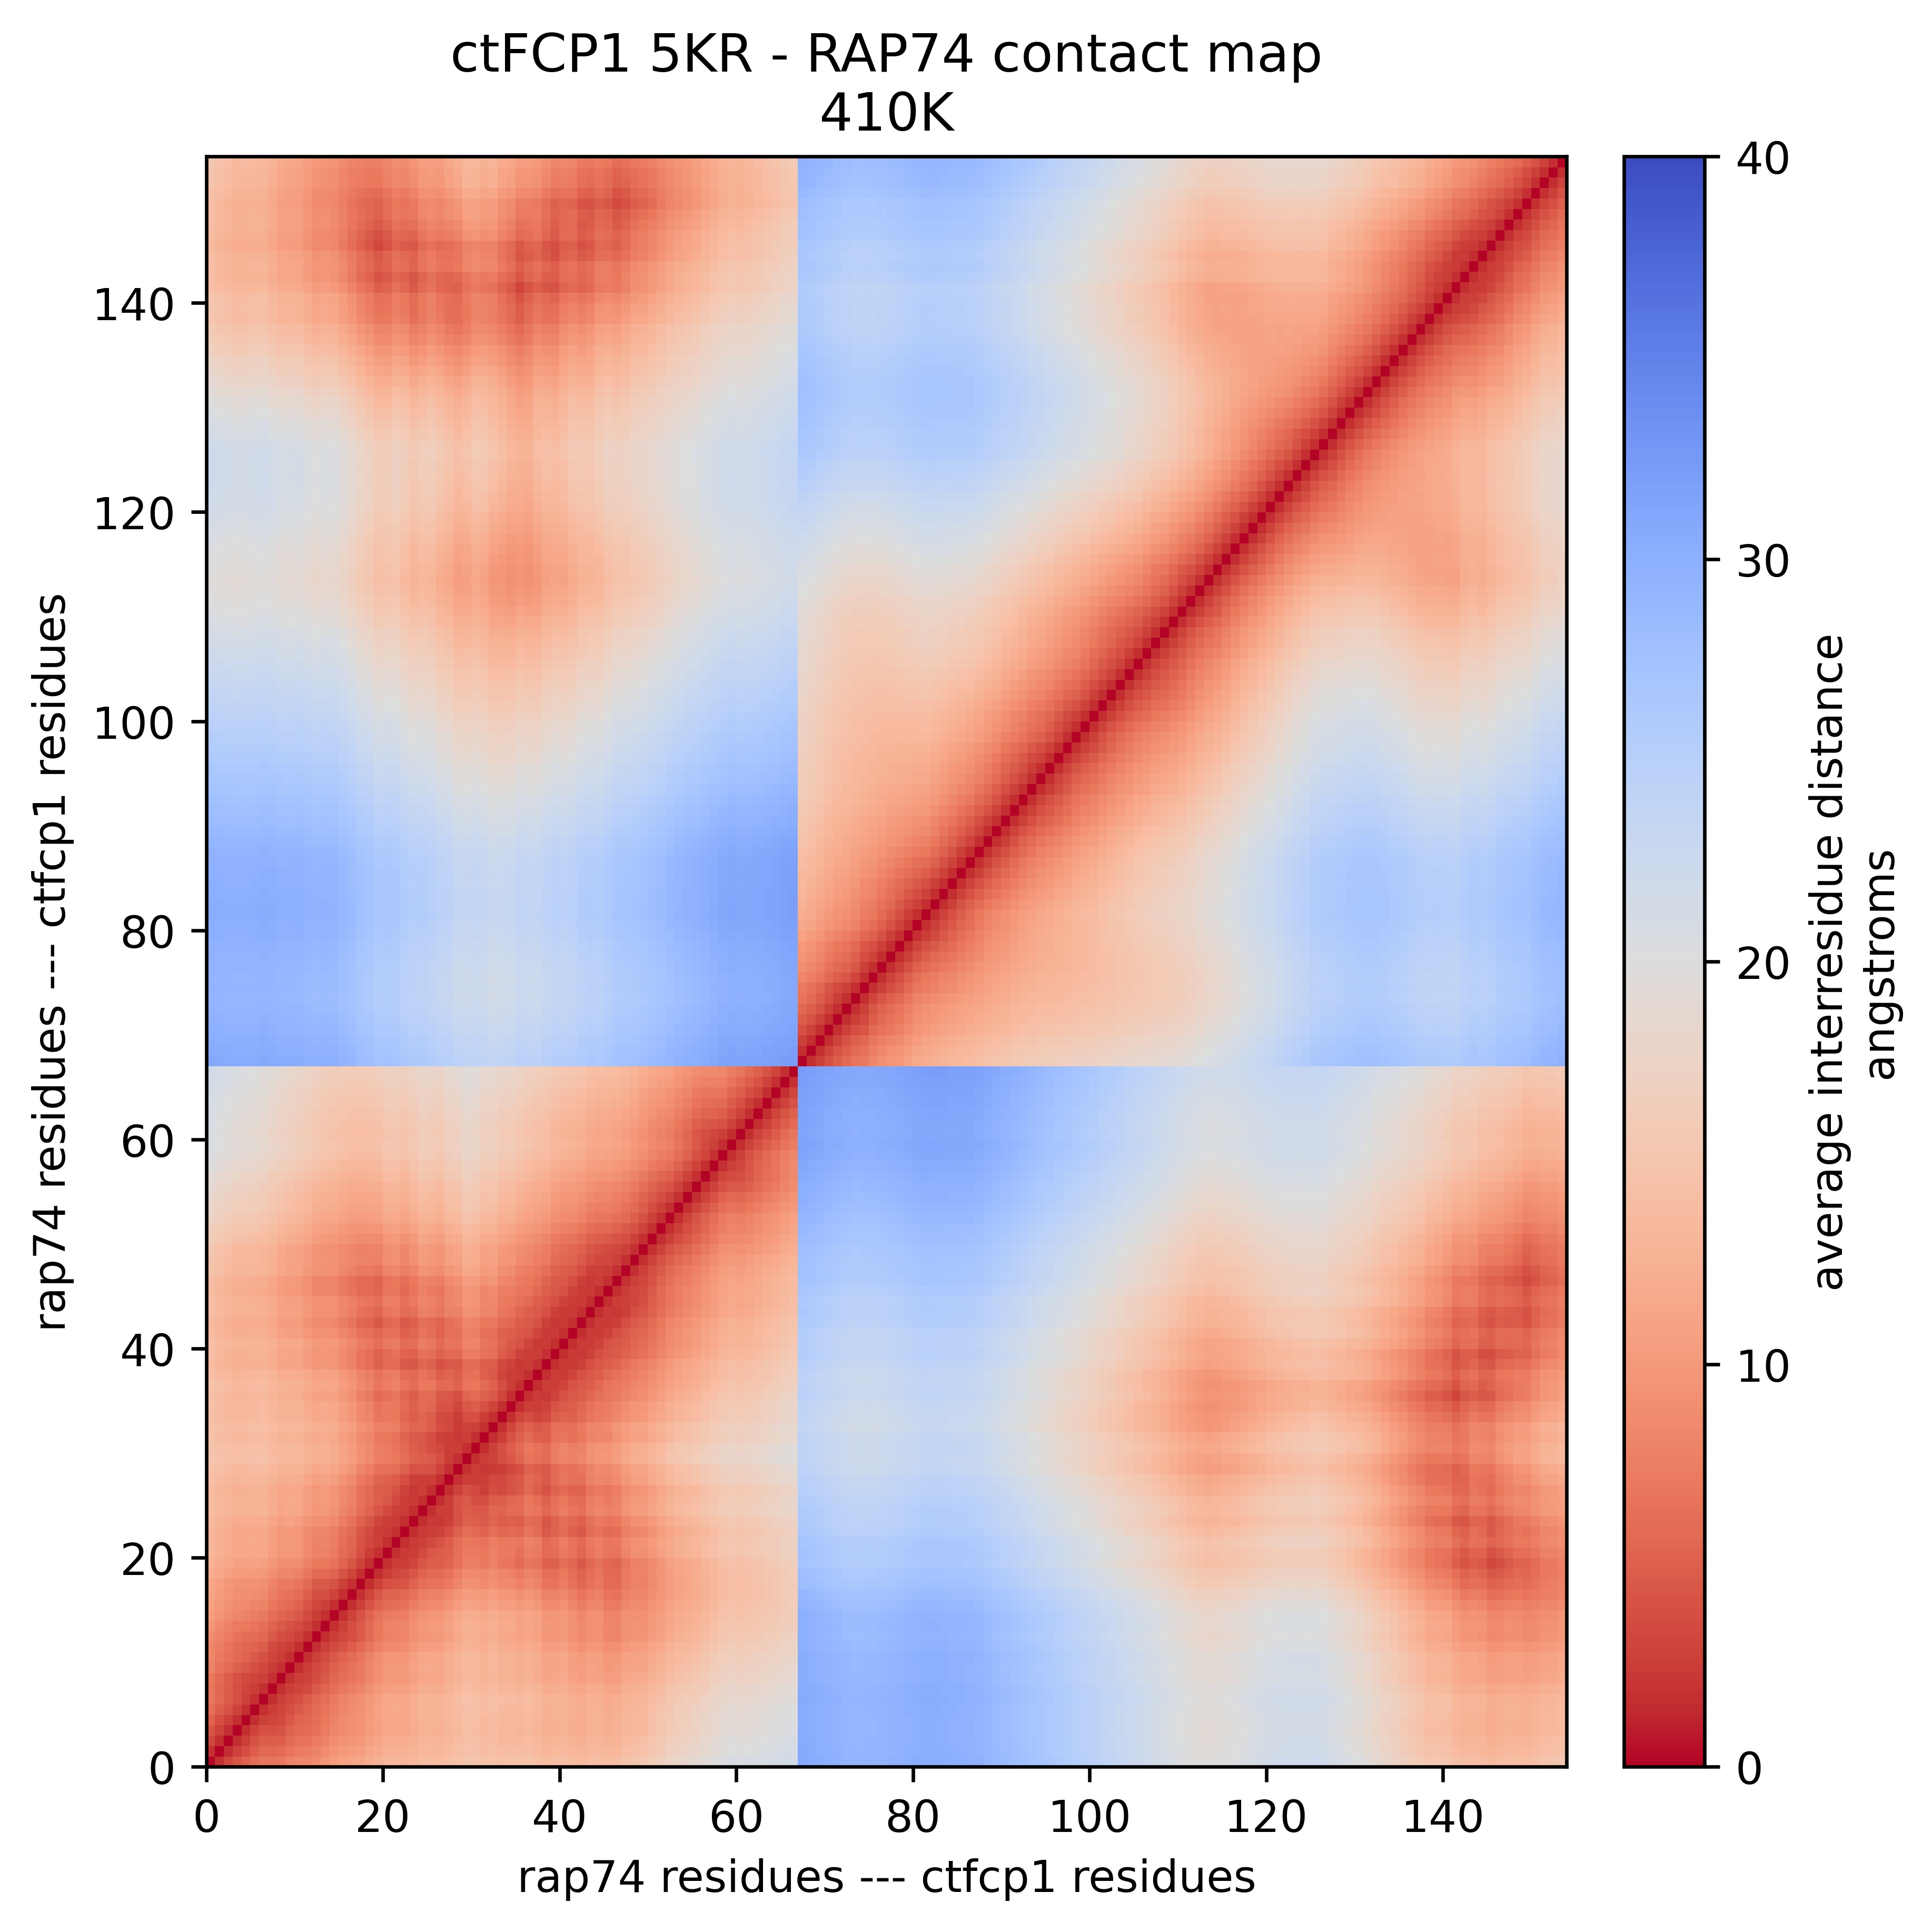 ctFCP1 5KR - RAP74 contact map
410K
rap74 residues --- ctfcp1 residues
140
120
100
80
60
40
20
0
0 20 40 60 80 100 120 140
rap74 residues --- ctfcp1 residues
40
30
20
10
0
average interresidue distance
angstroms